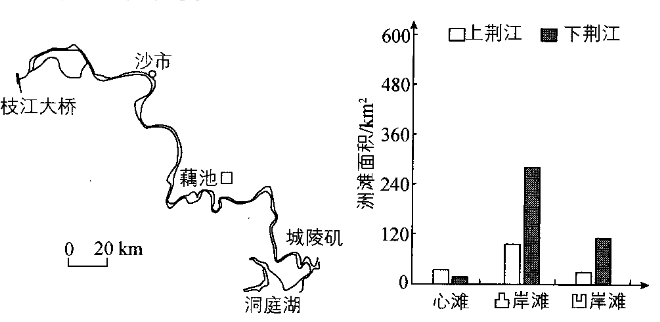 沙市
枝江大桥
藕池口
城陵矶
0 20 km
洞庭湖
洲滩面积/km²
600
480
360
240
120
0
上荆江 下荆江
心滩 凸岸滩 凹岸滩